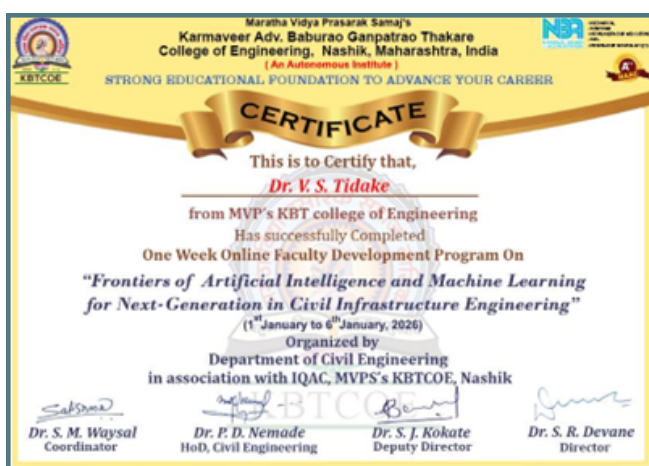 Maratha Vidya Prasarak Samaj's
Karmaveer Adv. Baburao Ganpatrao Thakare
College of Engineering, Nashik, Maharashtra, India
( An Autonomous Institute )
STRONG EDUCATIONAL FOUNDATION TO ADVANCE YOUR CAREER
KBTCOE
NBA
CERTIFICATE
This is to Certify that,
Dr. V. S. Tidake
from MVP's KBT college of Engineering
Has successfully Completed
One Week Online Faculty Development Program On
"Frontiers of Artificial Intelligence and Machine Learning
for Next-Generation in Civil Infrastructure Engineering"
(1st January to 6th January, 2026)
Organized by
Department of Civil Engineering
in association with IQAC, MVPS's KBTCOE, Nashik
KBTCOE
Dr. S. M. Waysal
Coordinator
Dr. P. D. Nemade
HoD, Civil Engineering
Dr. S. J. Kokate
Deputy Director
Dr. S. R. Devane
Director